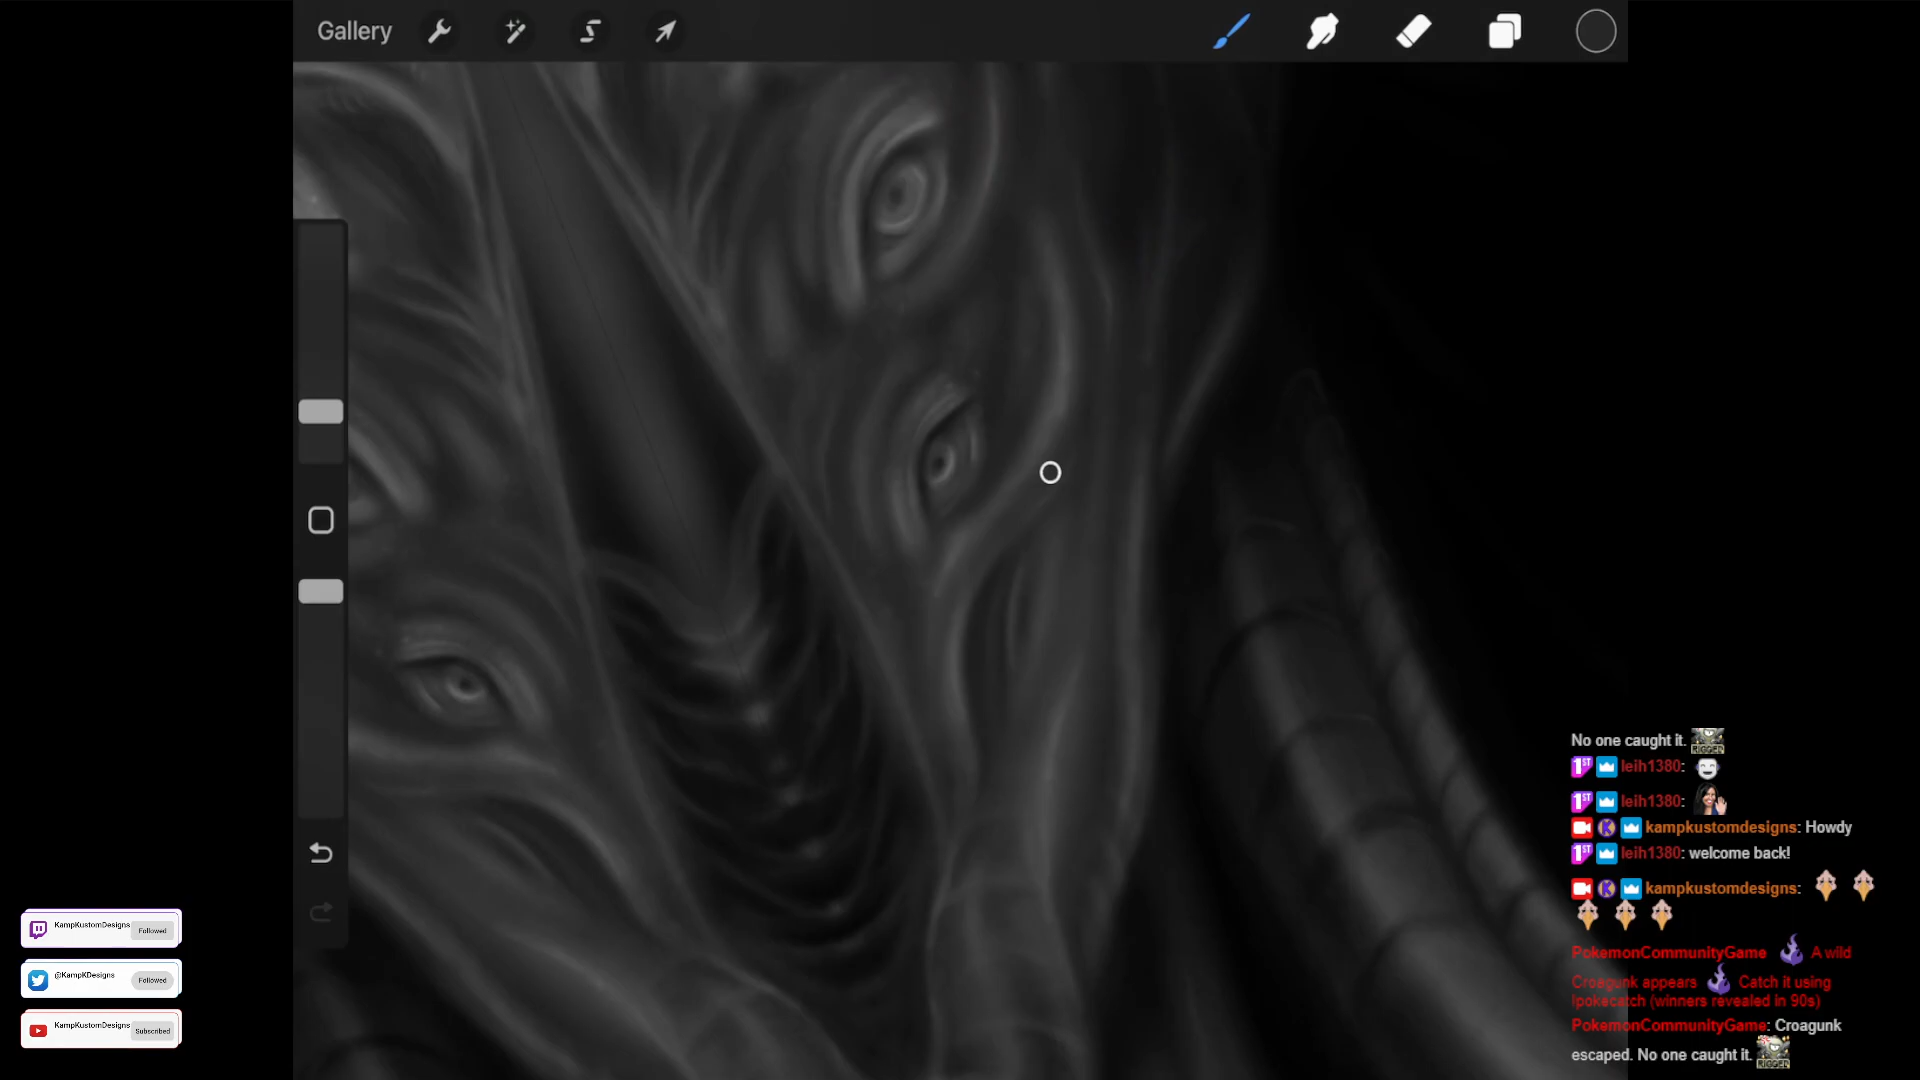 Gallery
No one caught it.
leih1380:
leih1380:
kampkustomdesigns: Howdy
leih1380: welcome back!
kampkustomdesigns:
PokemonCommunityGame A wild
Croagunk appears Catch it using
!pokecatch (winners revealed in 90s)
PokemonCommunityGame: Croagunk
escaped. No one caught it.
KampKustomDesigns Followed
@KampKDesigns Followed
KampKustomDesigns Subscribed